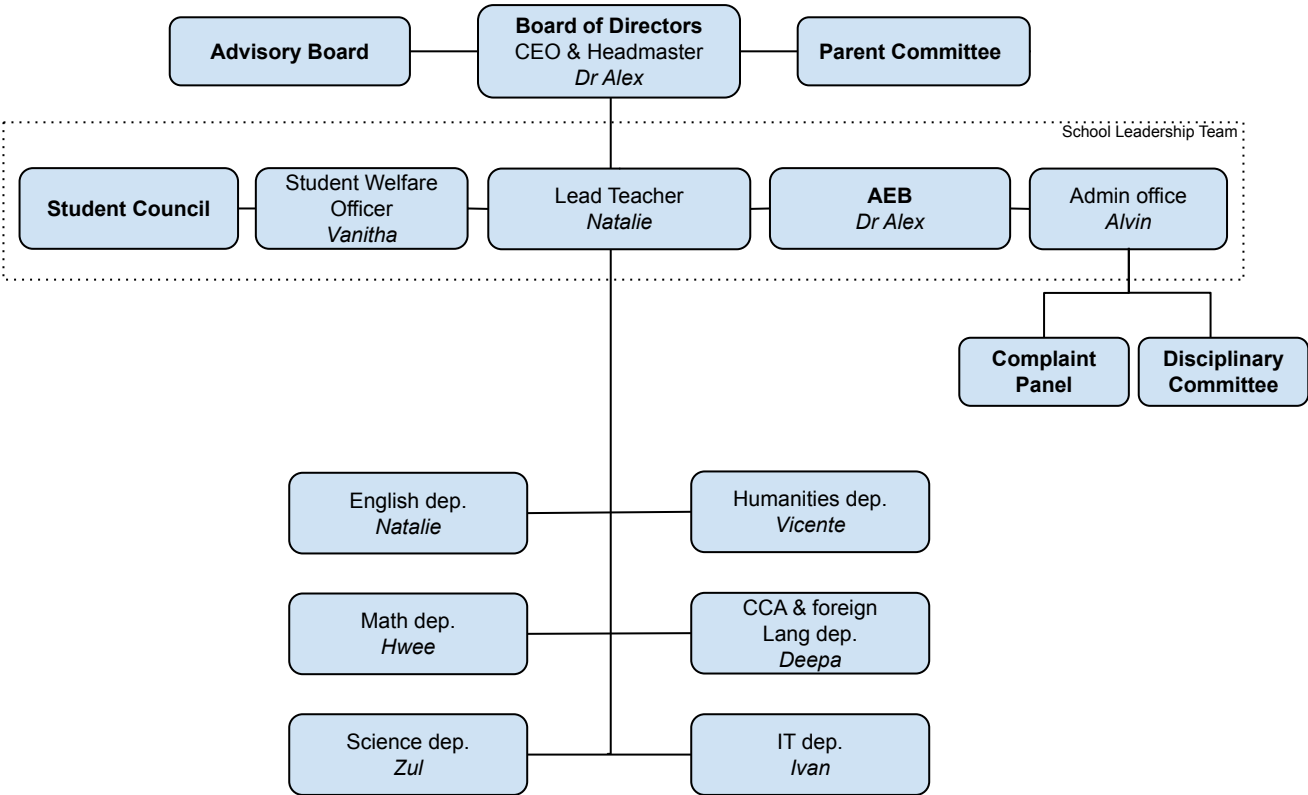 Advisory Board
Board of Directors
CEO & Headmaster
Dr Alex
Parent Committee
School Leadership Team
Student Council
Student Welfare
Officer
Vanitha
Lead Teacher
Natalie
AEB
Dr Alex
Admin office
Alvin
Complaint
Panel
Disciplinary
Committee
English dep.
Natalie
Humanities dep.
Vicente
Math dep.
Hwee
CCA & foreign
Lang dep.
Deepa
Science dep.
Zul
IT dep.
Ivan